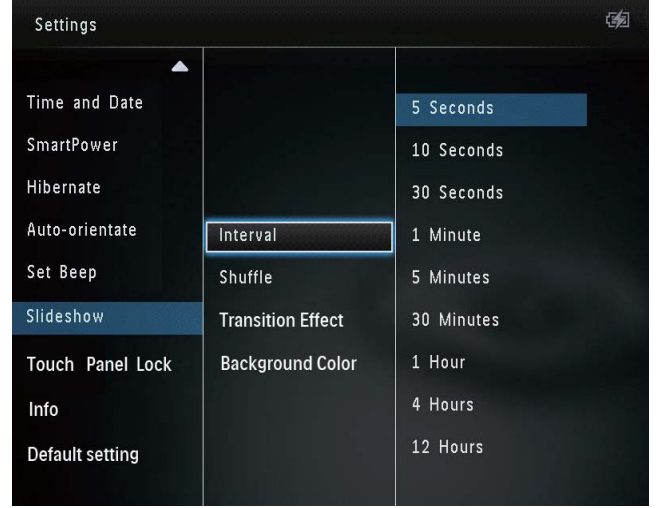 Settings
Time and Date
SmartPower
Hibernate
Auto-orientate
Set Beep
Slideshow
Touch Panel Lock
Info
Default setting
Interval
Shuffle
Transition Effect
Background Color
5 Seconds
10 Seconds
30 Seconds
1 Minute
5 Minutes
30 Minutes
1 Hour
4 Hours
12 Hours